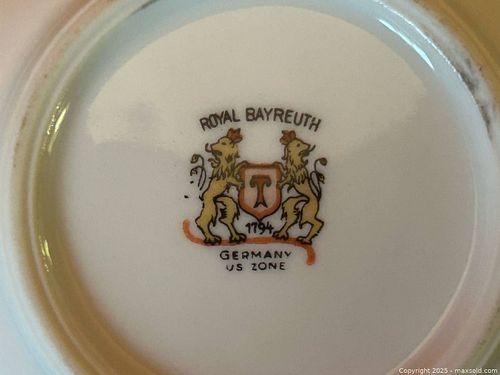 ROYAL BAYREUTH
T
1794
GERMANY
US ZONE
Copyright 2025 - maxsold.com